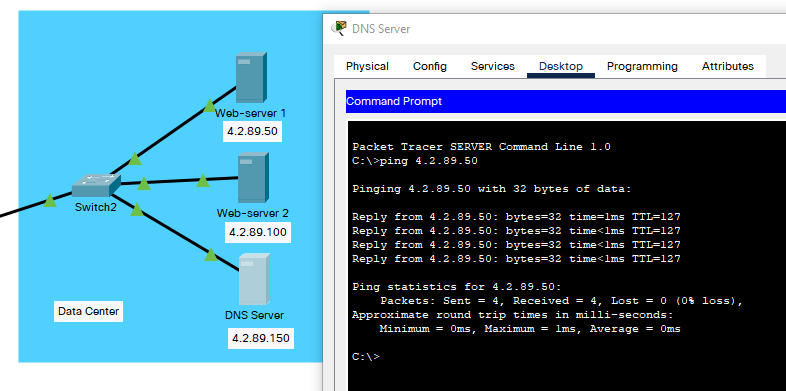 Web-server 1
4.2.89.50
Web-server 2
4.2.89.100
Switch2
DNS Server
4.2.89.150
Data Center
DNS Server
Physical Config Services Desktop Programming Attributes
Command Prompt
Packet Tracer SERVER Command Line 1.0
C:\>ping 4.2.89.50
Pinging 4.2.89.50 with 32 bytes of data:
Reply from 4.2.89.50: bytes=32 time=1ms TTL=127
Reply from 4.2.89.50: bytes=32 time<1ms TTL=127
Reply from 4.2.89.50: bytes=32 time<1ms TTL=127
Reply from 4.2.89.50: bytes=32 time<1ms TTL=127
Ping statistics for 4.2.89.50:
Packets: Sent = 4, Received = 4, Lost = 0 (0% loss),
Approximate round trip times in milli-seconds:
Minimum = 0ms, Maximum = 1ms, Average = 0ms
C:\>